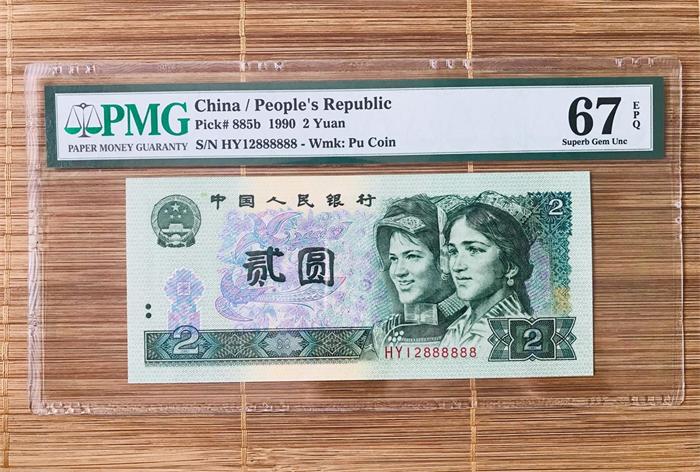 PMG
PAPER MONEY GUARANTY
China / People's Republic
Pick# 885b 1990 2 Yuan
S/N HY12888888 - Wmk: Pu Coin
67 EPQ
Superb Gem Unc
中国人民银行
贰圆
2
2
2
HY12888888